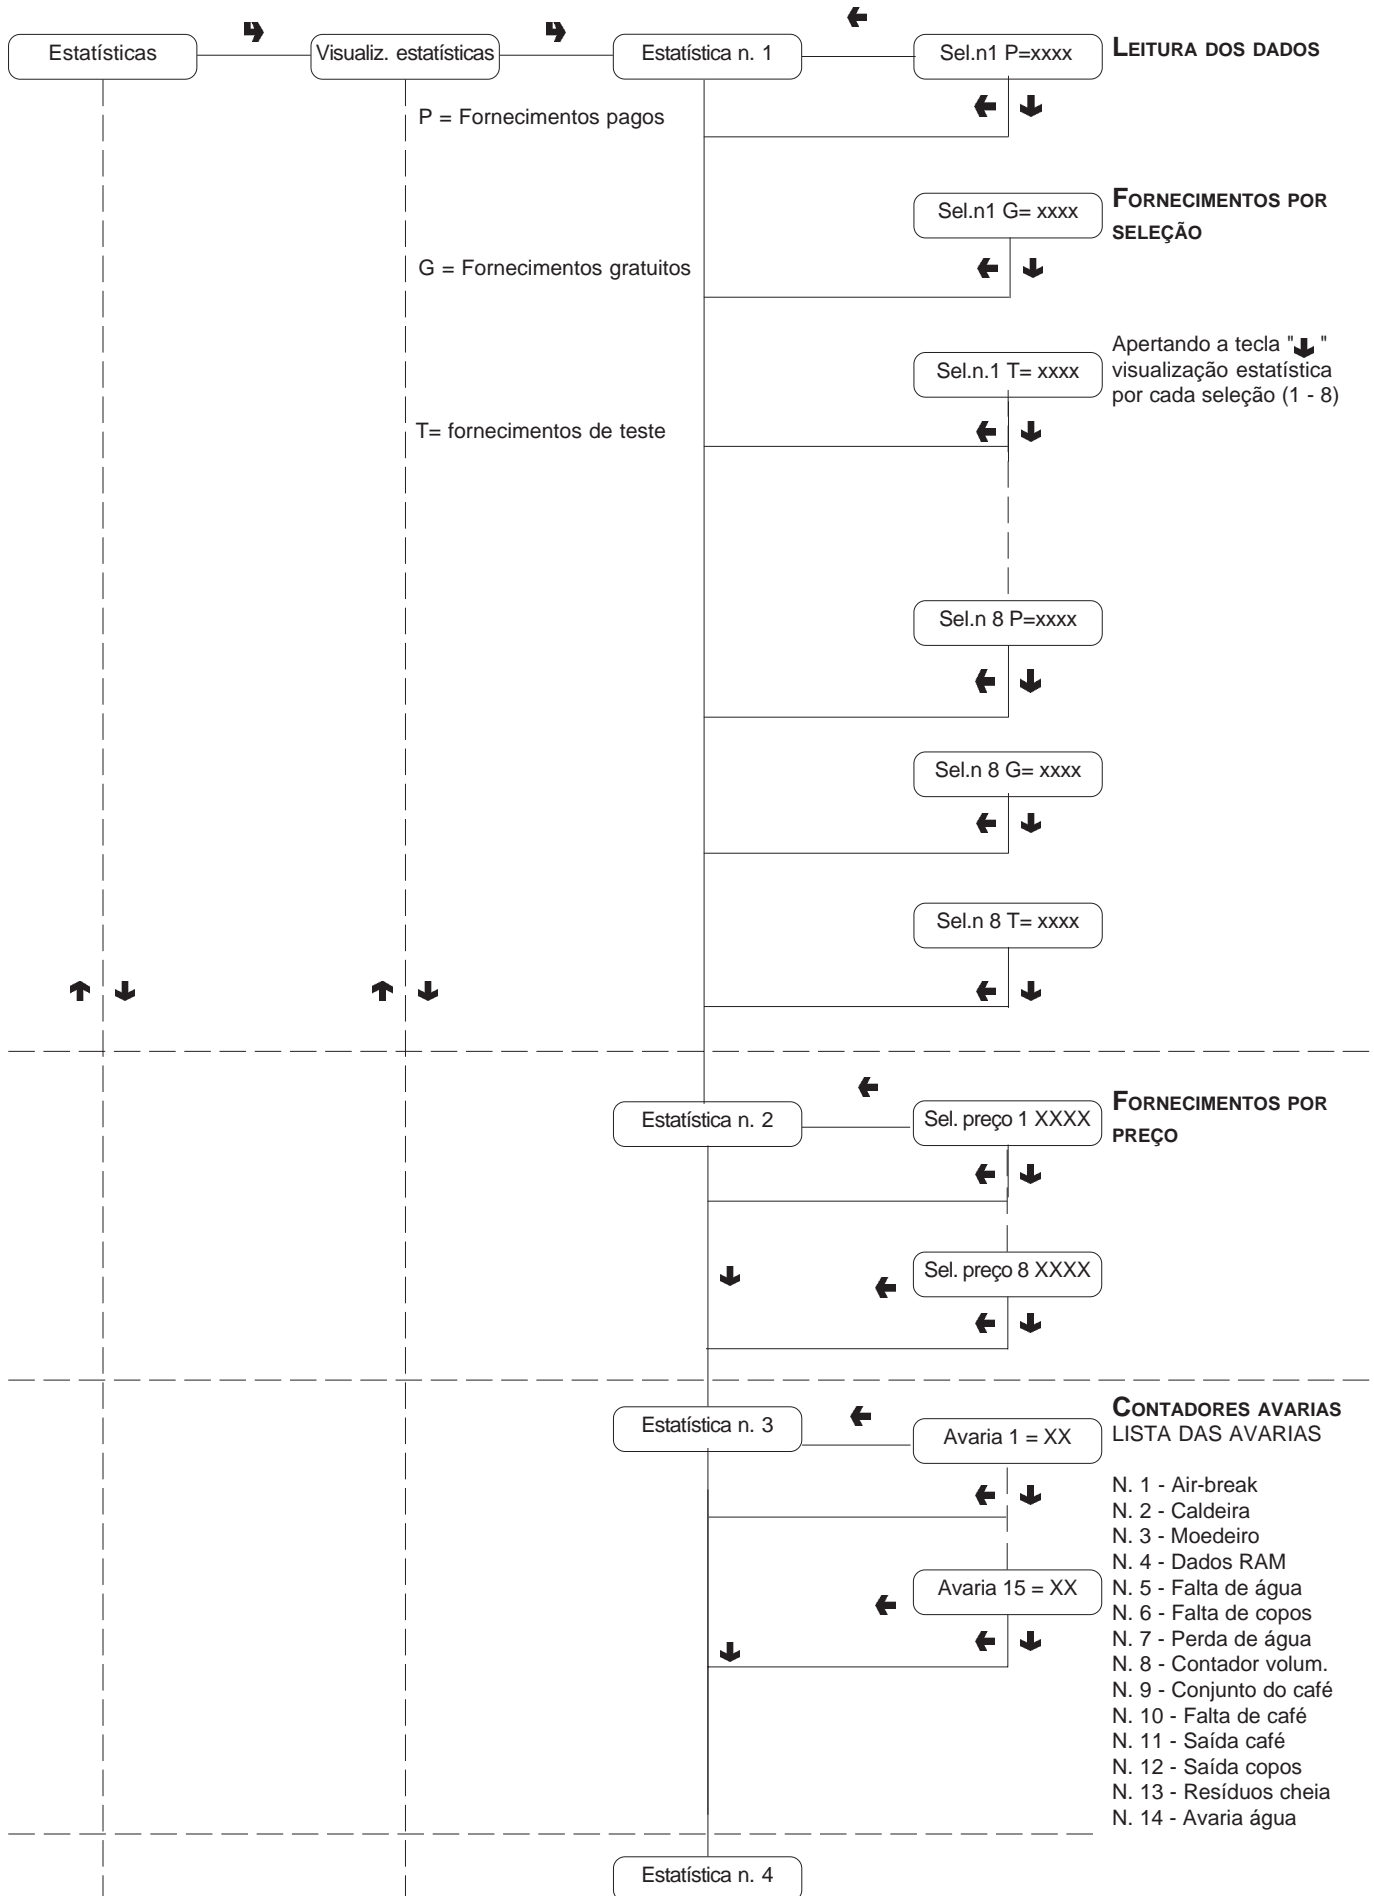 Estatísticas
Visualiz. estatísticas
Estatística n. 1
Sel.n1 P=xxxx
LEITURA DOS DADOS
P = Fornecimentos pagos
Sel.n1 G= xxxx
FORNECIMENTOS POR
SELEÇÃO
G = Fornecimentos gratuitos
Sel.n.1 T= xxxx
Apertando a tecla "🡇 "
visualização estatística
por cada seleção (1 - 8)
T= fornecimentos de teste
Sel.n 8 P=xxxx
Sel.n 8 G= xxxx
Sel.n 8 T= xxxx
Estatística n. 2
Sel. preço 1 XXXX
FORNECIMENTOS POR
PREÇO
Sel. preço 8 XXXX
Estatística n. 3
Avaria 1 = XX
CONTADORES AVARIAS
LISTA DAS AVARIAS
Avaria 15 = XX
N. 1 - Air-break
N. 2 - Caldeira
N. 3 - Moedeiro
N. 4 - Dados RAM
N. 5 - Falta de água
N. 6 - Falta de copos
N. 7 - Perda de água
N. 8 - Contador volum.
N. 9 - Conjunto do café
N. 10 - Falta de café
N. 11 - Saída café
N. 12 - Saída copos
N. 13 - Resíduos cheia
N. 14 - Avaria água
Estatística n. 4